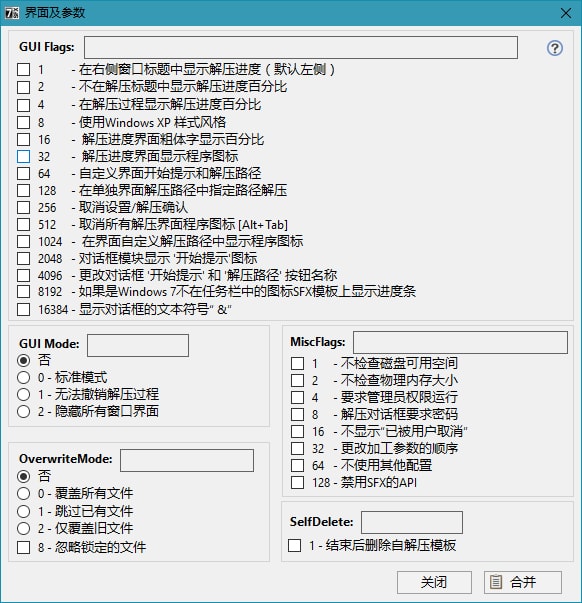 界面及参数
GUI Flags:
1 - 在右侧窗口标题中显示解压进度（默认左侧）
2 - 不在解压标题中显示解压进度百分比
4 - 在解压过程显示解压进度百分比
8 - 使用Windows XP 样式风格
16 - 解压进度界面粗体字显示百分比
32 - 解压进度界面显示程序图标
64 - 自定义界面开始提示和解压路径
128 - 在单独界面解压路径中指定路径解压
256 - 取消设置/解压确认
512 - 取消所有解压界面程序图标 [Alt+Tab]
1024 - 在界面自定义解压路径中显示程序图标
2048 - 对话框模块显示 '开始提示'图标
4096 - 更改对话框 '开始提示' 和 '解压路径' 按钮名称
8192 - 如果是Windows 7不在任务栏中的图标SFX模板上显示进度条
16384 - 显示对话框的文本符号“ &”
GUI Mode:
否
0 - 标准模式
1 - 无法撤销解压过程
2 - 隐藏所有窗口界面
OverwriteMode:
否
0 - 覆盖所有文件
1 - 跳过已有文件
2 - 仅覆盖旧文件
8 - 忽略锁定的文件
MiscFlags:
1 - 不检查磁盘可用空间
2 - 不检查物理内存大小
4 - 要求管理员权限运行
8 - 解压对话框要求密码
16 - 不显示“已被用户取消”
32 - 更改加工参数的顺序
64 - 不使用其他配置
128 - 禁用SFX的API
SelfDelete:
1 - 结束后删除自解压模板
关闭
合并